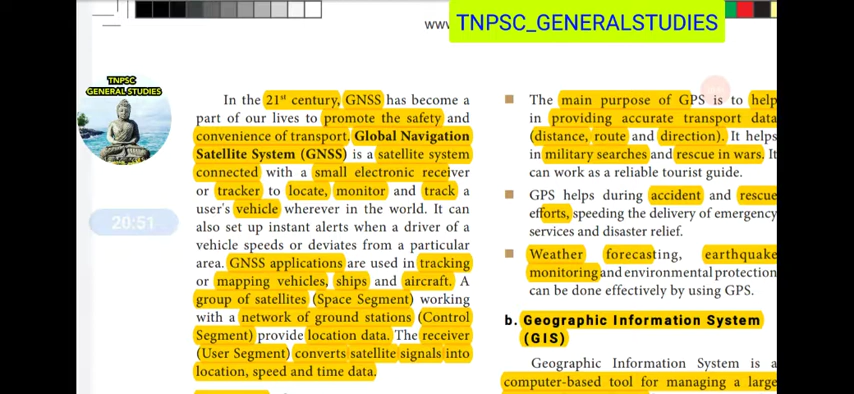 www
TNPSC_GENERALSTUDIES
TNPSC
GENERAL STUDIES
20:51
In the 21st century, GNSS has become a
part of our lives to promote the safety and
convenience of transport. Global Navigation
Satellite System (GNSS) is a satellite system
connected with a small electronic receiver
or tracker to locate, monitor and track a
user's vehicle wherever in the world. It can
also set up instant alerts when a driver of a
vehicle speeds or deviates from a particular
area. GNSS applications are used in tracking
or mapping vehicles, ships and aircraft. A
group of satellites (Space Segment) working
with a network of ground stations (Control
Segment) provide location data. The receiver
(User Segment) converts satellite signals into
location, speed and time data.
The main purpose of GPS is to help
in providing accurate transport data
(distance, route and direction). It helps
in military searches and rescue in wars. It
can work as a reliable tourist guide.
GPS helps during accident and rescue
efforts, speeding the delivery of emergency
services and disaster relief.
Weather forecasting, earthquake
monitoring and environmental protection
can be done effectively by using GPS.
b. Geographic Information System
(GIS)
Geographic Information System is a
computer-based tool for managing a large